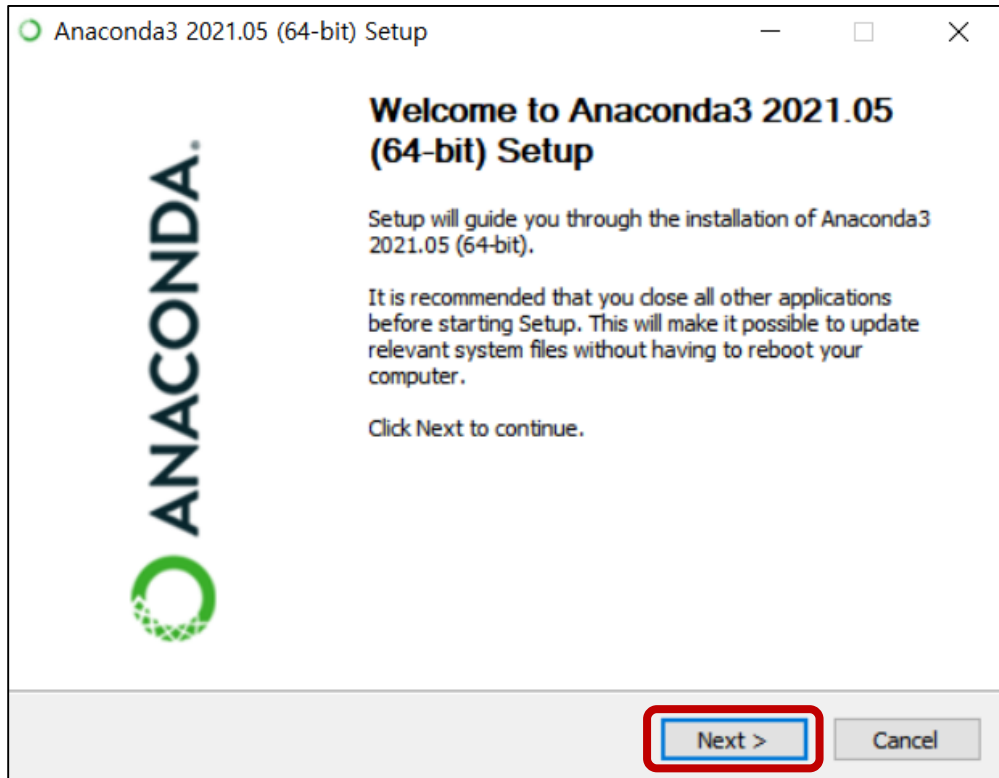 Anaconda3 2021.05 (64-bit) Setup
Welcome to Anaconda3 2021.05
(64-bit) Setup
Setup will guide you through the installation of Anaconda3
2021.05 (64-bit).
It is recommended that you close all other applications
before starting Setup. This will make it possible to update
relevant system files without having to reboot your
computer.
Click Next to continue.
ANACONDA.
Next >
Cancel